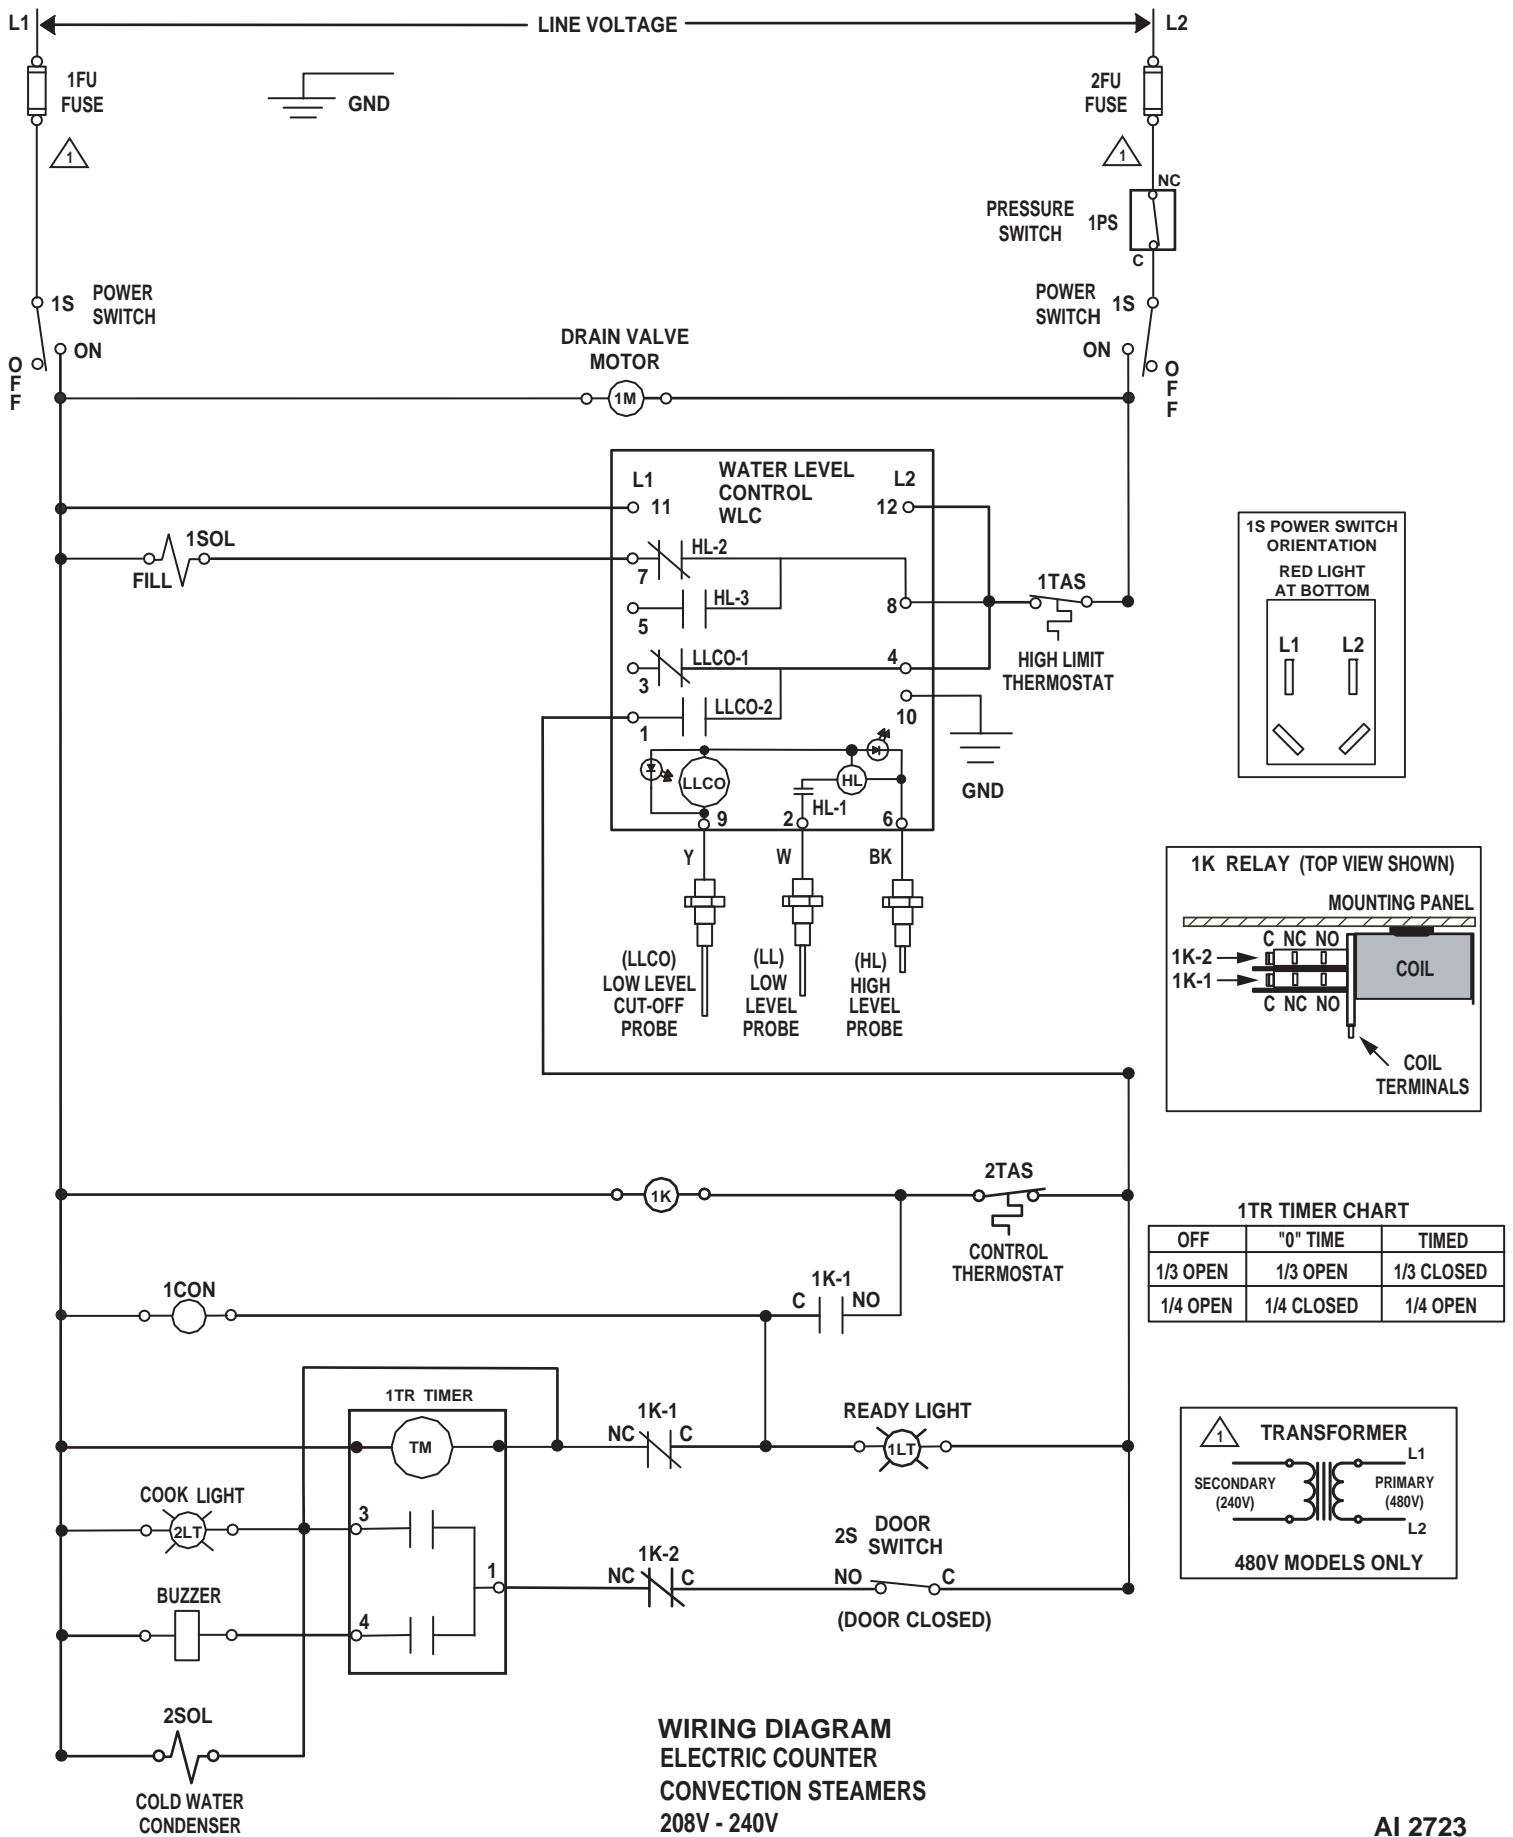 L1
LINE VOLTAGE
L2
1FU
FUSE
GND
2FU
FUSE
1
1
NC
PRESSURE
SWITCH
1PS
C
1S
POWER
SWITCH
POWER
SWITCH
1S
ON
OFF
DRAIN VALVE
MOTOR
ON
OFF
1M
L1
WATER LEVEL
CONTROL
WLC
L2
11
12
1SOL
FILL
HL-2
7
HL-3
5
8
1TAS
HIGH LIMIT
THERMOSTAT
LLCO-1
3
4
LLCO-2
1
10
GND
LLCO
HL
HL-1
9
2
6
Y
W
BK
(LLCO)
LOW LEVEL
CUT-OFF
PROBE
(LL)
LOW
LEVEL
PROBE
(HL)
HIGH
LEVEL
PROBE
1S POWER SWITCH
ORIENTATION
RED LIGHT
AT BOTTOM
L1
L2
1K RELAY (TOP VIEW SHOWN)
MOUNTING PANEL
C NC NO
1K-2
1K-1
COIL
C NC NO
COIL
TERMINALS
1K
2TAS
CONTROL
THERMOSTAT
1CON
1K-1
C
NO
1TR TIMER CHART
OFF "0" TIME TIMED
1/3 OPEN 1/3 OPEN 1/3 CLOSED
1/4 OPEN 1/4 CLOSED 1/4 OPEN
1TR TIMER
TM
1K-1
NC
C
READY LIGHT
1LT
COOK LIGHT
2LT
3
1
1K-2
NC
C
2S
DOOR
SWITCH
NO
C
(DOOR CLOSED)
BUZZER
4
2SOL
COLD WATER
CONDENSER
1
TRANSFORMER
L1
SECONDARY
(240V)
PRIMARY
(480V)
L2
480V MODELS ONLY
WIRING DIAGRAM
ELECTRIC COUNTER
CONVECTION STEAMERS
208V - 240V
AI 2723